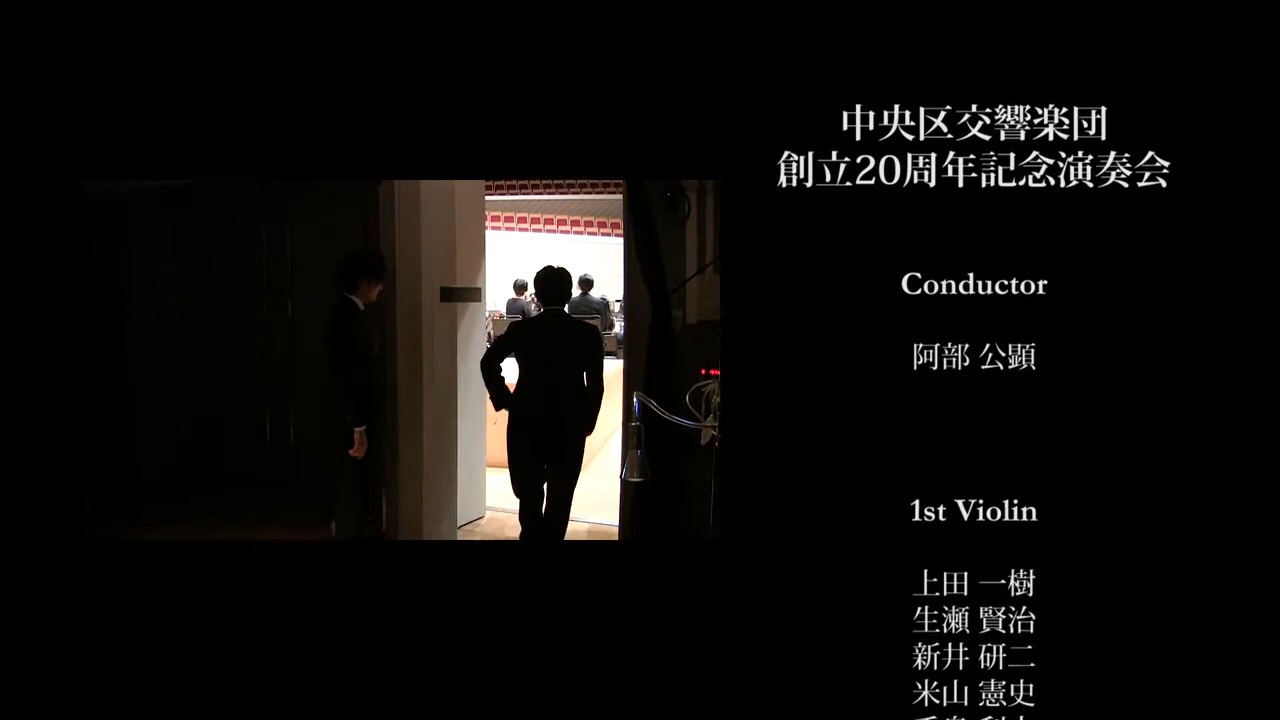 中央区交響楽団
創立20周年記念演奏会
Conductor
阿部 公顕
1st Violin
上田 一樹
生瀬 賢治
新井 研二
米山 憲史